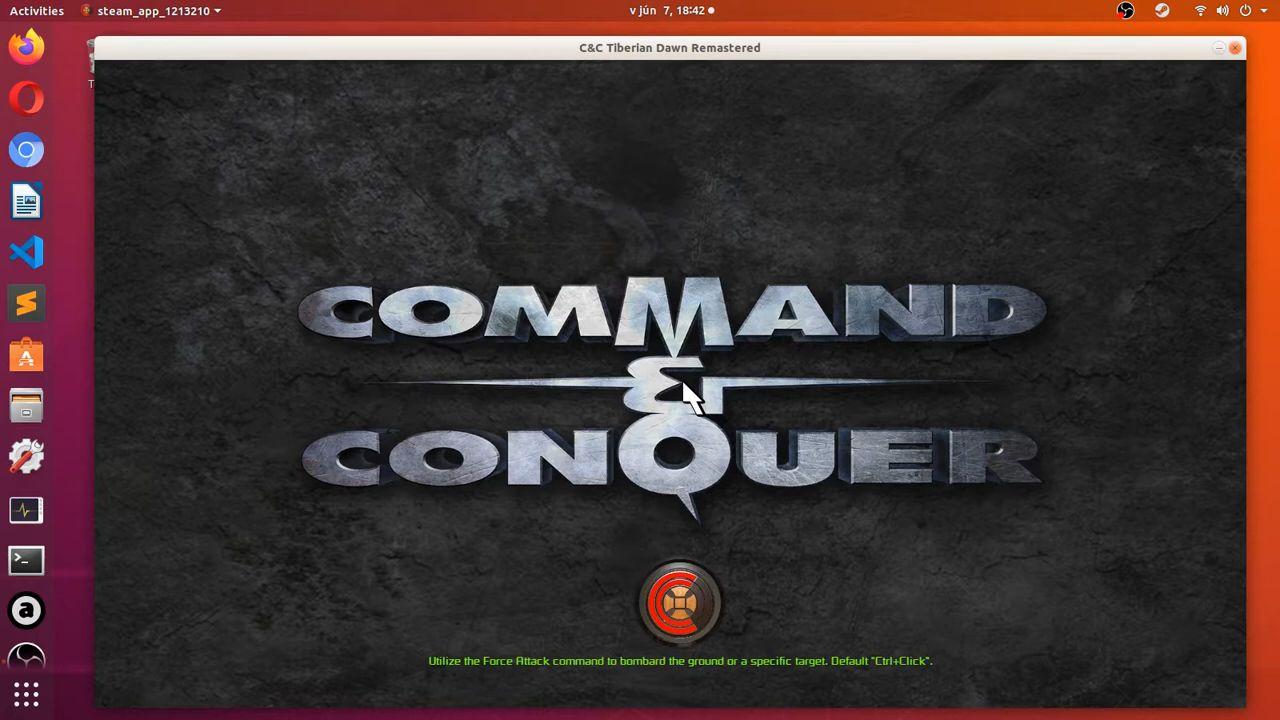 Activities steam_app_1213210 v jún 7, 18:42
C&C Tiberian Dawn Remastered
T
COMMAND
&
CONQUER
Utilize the Force Attack command to bombard the ground or a specific target. Default "Ctrl+Click".